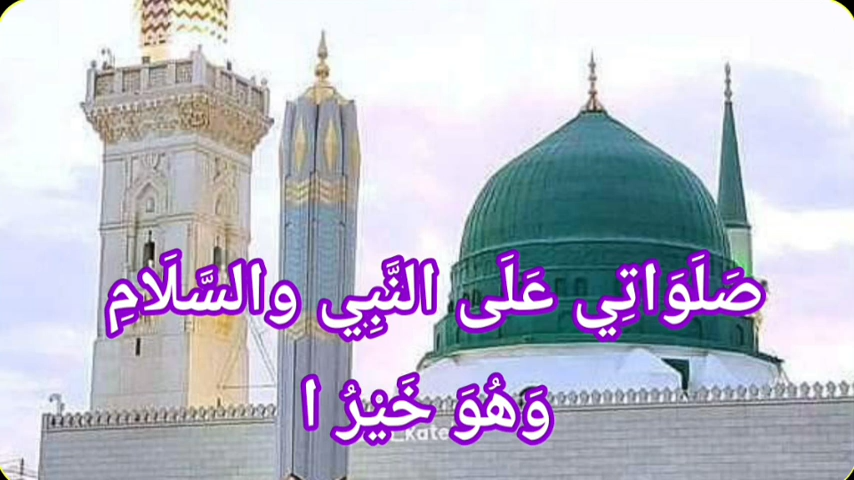 صَلَوَاتِي عَلَى النَّبِي والسَّلَامِ
وَهُوَ خَيْرُ ا